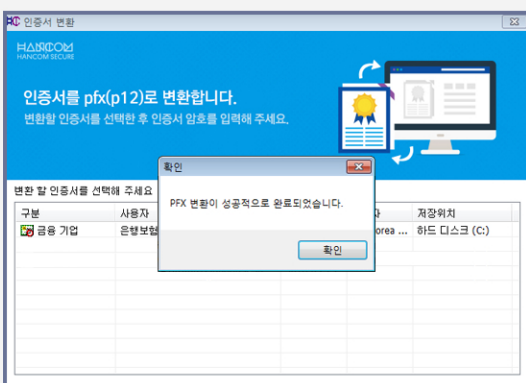 인증서 변환
HANCOM
HANCOM SECURE
인증서를 pfx(p12)로 변환합니다.
변환할 인증서를 선택한 후 인증서 암호를 입력해 주세요.
확인
PFX 변환이 성공적으로 완료되었습니다.
확인
변환 할 인증서를 선택해 주세요
구분 사용자 저장위치
금융 기업 은행보험 orea ... 하드 디스크 (C:)